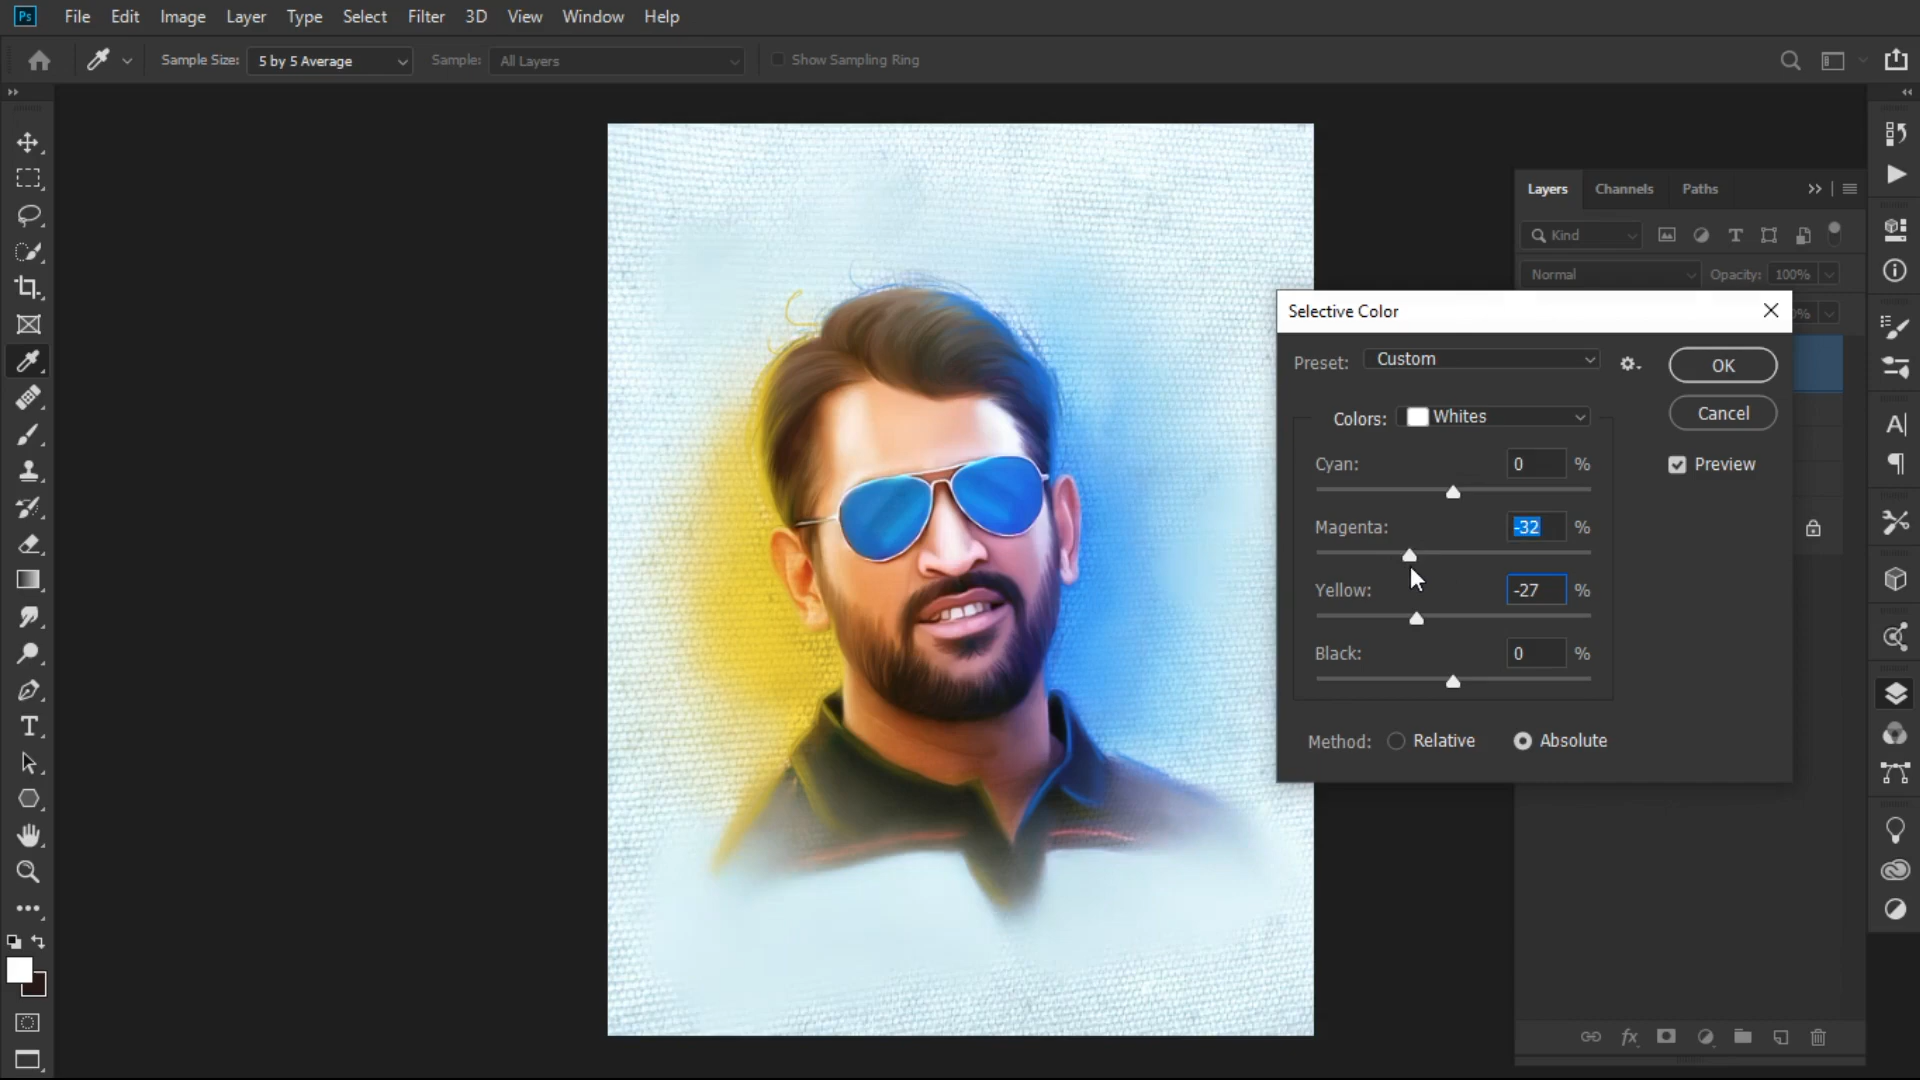 Ps File Edit Image Layer Type Select Filter 3D View Window Help
Sample Size: 5 by 5 Average Sample: All Layers Show Sampling Ring
Layers Channels Paths
Kind
Normal Opacity: 100%
Selective Color
Preset: Custom OK
Colors: Whites Cancel
Cyan: 0 % Preview
Magenta: -32 %
Yellow: -27 %
Black: 0 %
Method: Relative Absolute